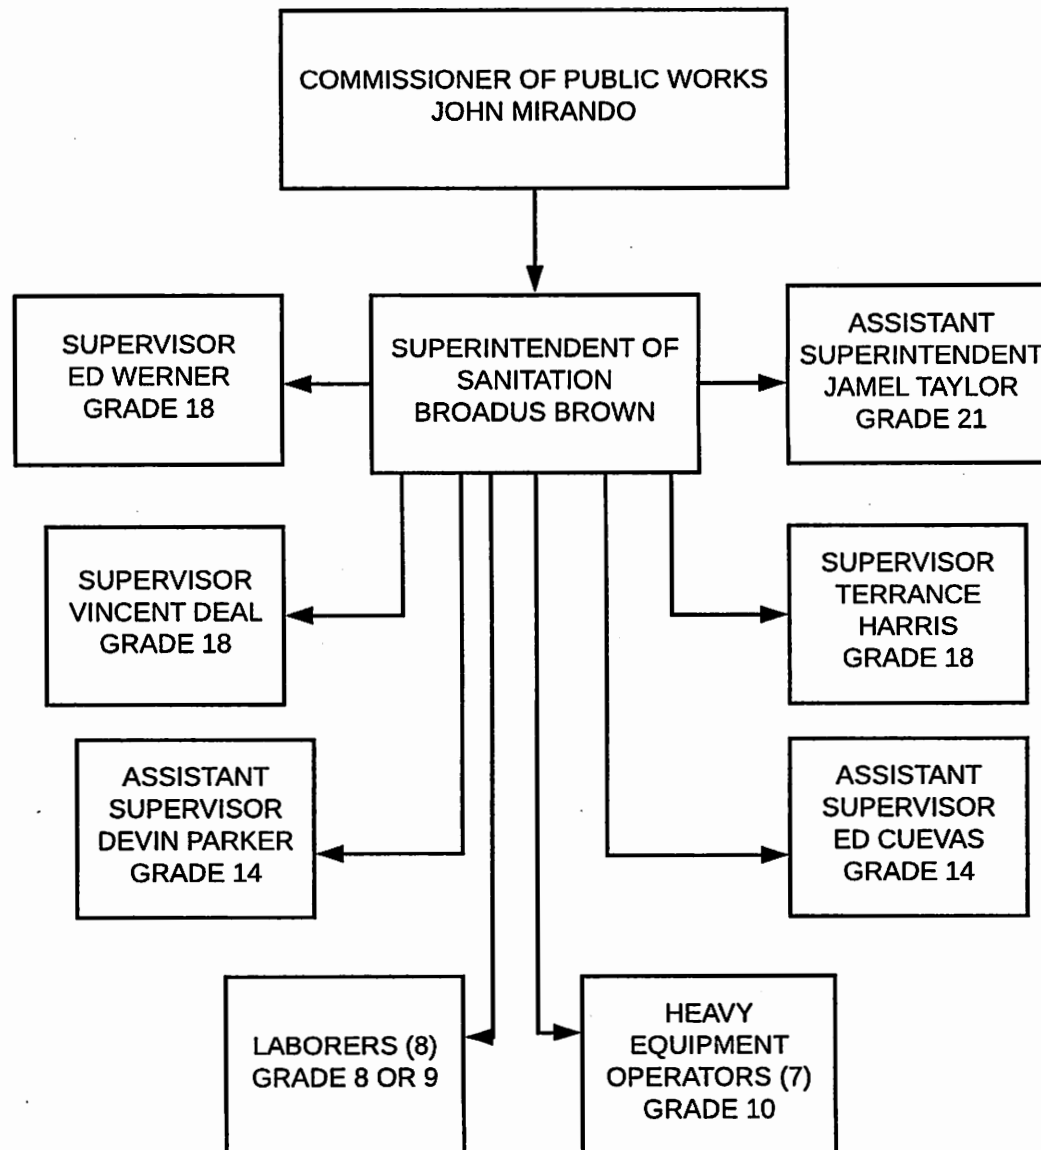 COMMISSIONER OF PUBLIC WORKS
JOHN MIRANDO
SUPERVISOR
ED WERNER
GRADE 18
SUPERINTENDENT OF
SANITATION
BROADUS BROWN
ASSISTANT
SUPERINTENDENT
JAMEL TAYLOR
GRADE 21
SUPERVISOR
VINCENT DEAL
GRADE 18
SUPERVISOR
TERRANCE
HARRIS
GRADE 18
ASSISTANT
SUPERVISOR
DEVIN PARKER
GRADE 14
ASSISTANT
SUPERVISOR
ED CUEVAS
GRADE 14
LABORERS (8)
GRADE 8 OR 9
HEAVY
EQUIPMENT
OPERATORS (7)
GRADE 10